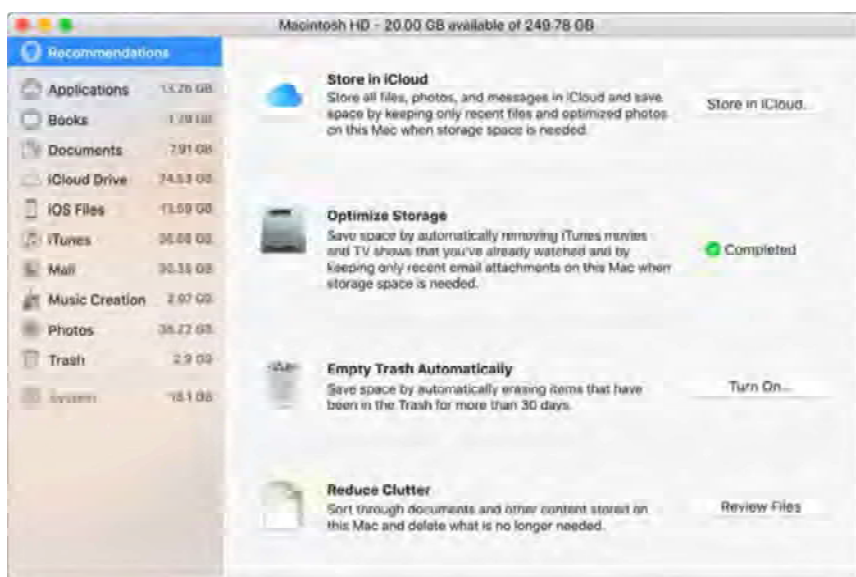 Macintosh HD - 20.00 GB available of 249.78 GB
Recommendations
Applications
Books
Documents 7.91 GB
iCloud Drive
iOS Files
iTunes
Mail
Music Creation
Photos
Trash 2.9 GB
System
Store in iCloud
Store all files, photos, and messages in iCloud and save
space by keeping only recent files and optimized photos
on this Mac when storage space is needed.
Store in iCloud...
Optimize Storage
Save space by automatically removing iTunes movies
and TV shows that you've already watched and by
keeping only recent email attachments on this Mac when
storage space is needed.
Completed
Empty Trash Automatically
Save space by automatically erasing items that have
been in the Trash for more than 30 days.
Turn On...
Reduce Clutter
Sort through documents and other content stored on
this Mac and delete what is no longer needed.
Review Files